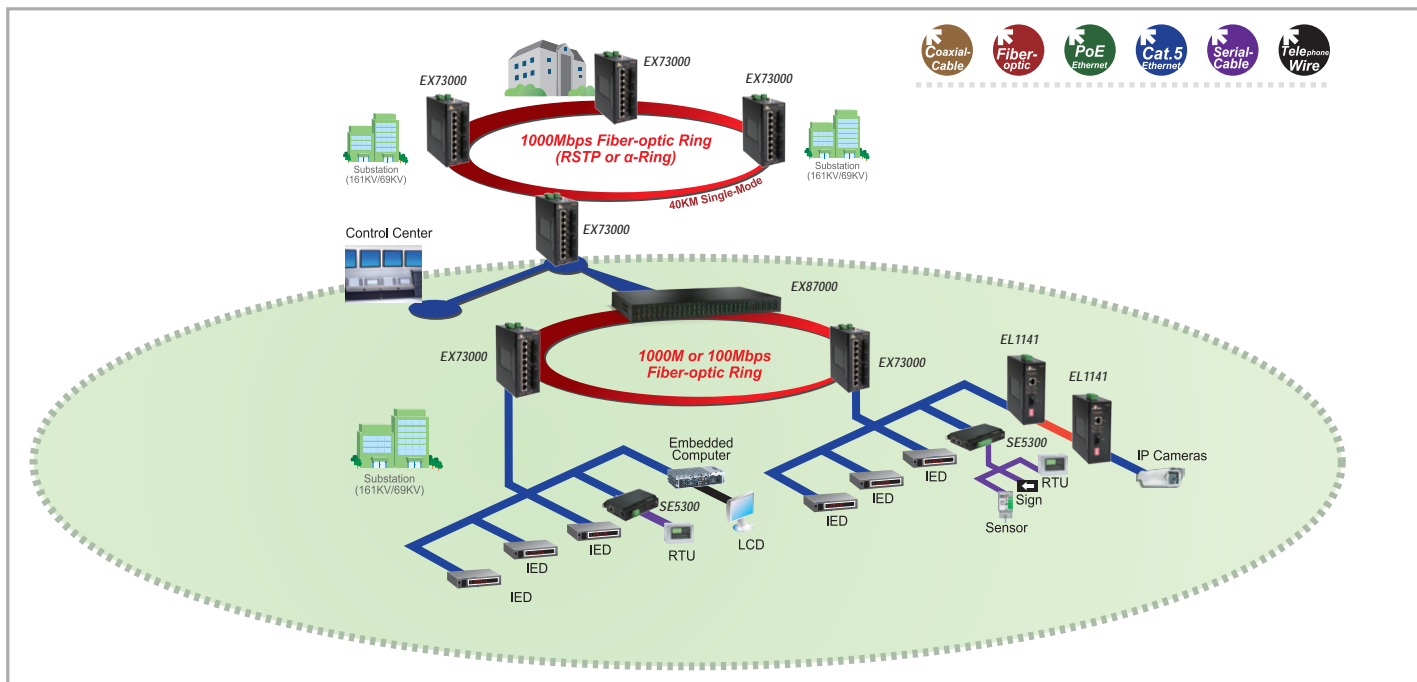 Coaxial-
Cable
Fiber-
optic
PoE
Ethernet
Cat.5
Ethernet
Serial-
Cable
Telephone
Wire
EX73000
EX73000
EX73000
1000Mbps Fiber-optic Ring
(RSTP or α-Ring)
Substation
(161KV/69KV)
Substation
(161KV/69KV)
40KM Single-Mode
EX73000
Control Center
EX87000
EX73000
1000M or 100Mbps
Fiber-optic Ring
EX73000
EL1141
EL1141
Substation
(161KV/69KV)
Embedded
Computer
SE5300
IP Cameras
RTU
Sign
Sensor
IED
IED
IED
SE5300
LCD
RTU
IED
IED
IED